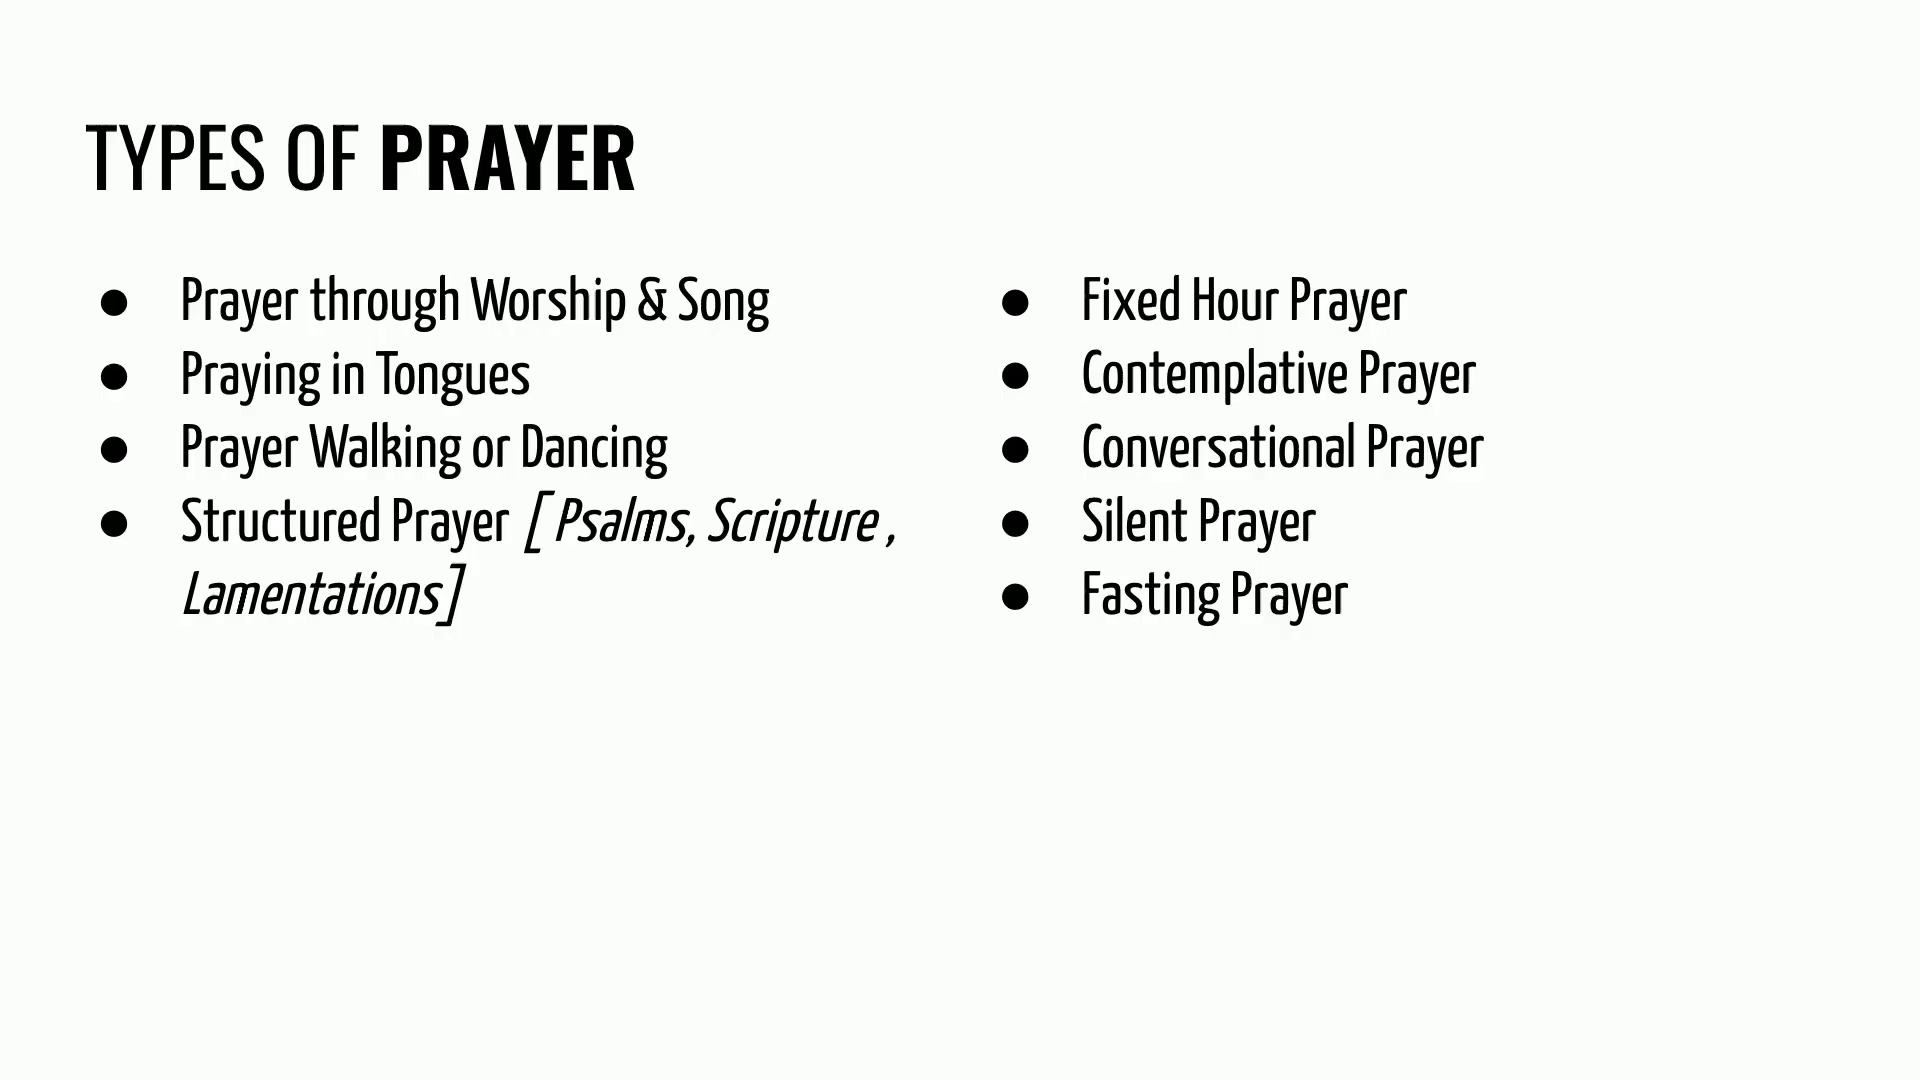 TYPES OF PRAYER
● Prayer through Worship & Song
● Praying in Tongues
● Prayer Walking or Dancing
● Structured Prayer [ Psalms, Scripture ,
Lamentations]
● Fixed Hour Prayer
● Contemplative Prayer
● Conversational Prayer
● Silent Prayer
● Fasting Prayer